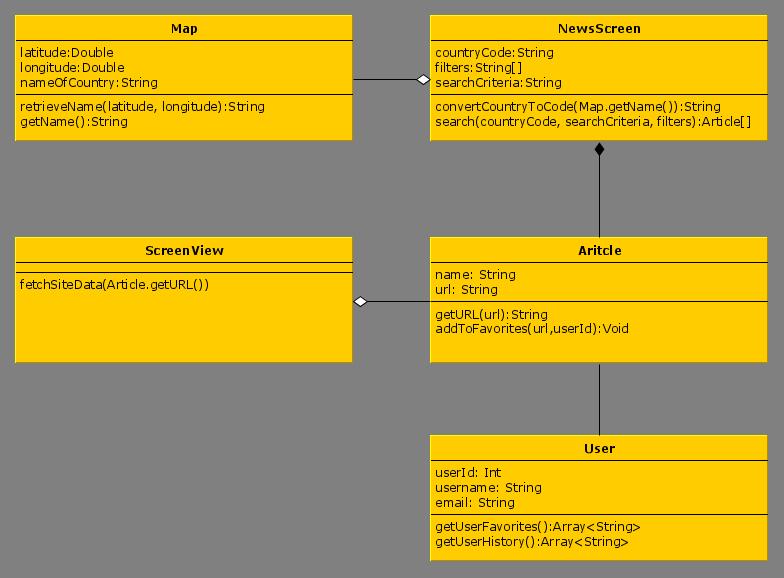 Map
latitude:Double
longitude:Double
nameOfCountry:String
retrieveName(latitude, longitude):String
getName():String
NewsScreen
countryCode:String
filters:String[]
searchCriteria:String
convertCountryToCode(Map.getName()):String
search(countryCode, searchCriteria, filters):Article[]
ScreenView
fetchSiteData(Article.getURL())
Aritcle
name: String
url: String
getURL(url):String
addToFavorites(url,userId):Void
User
userId: Int
username: String
email: String
getUserFavorites():Array<String>
getUserHistory():Array<String>